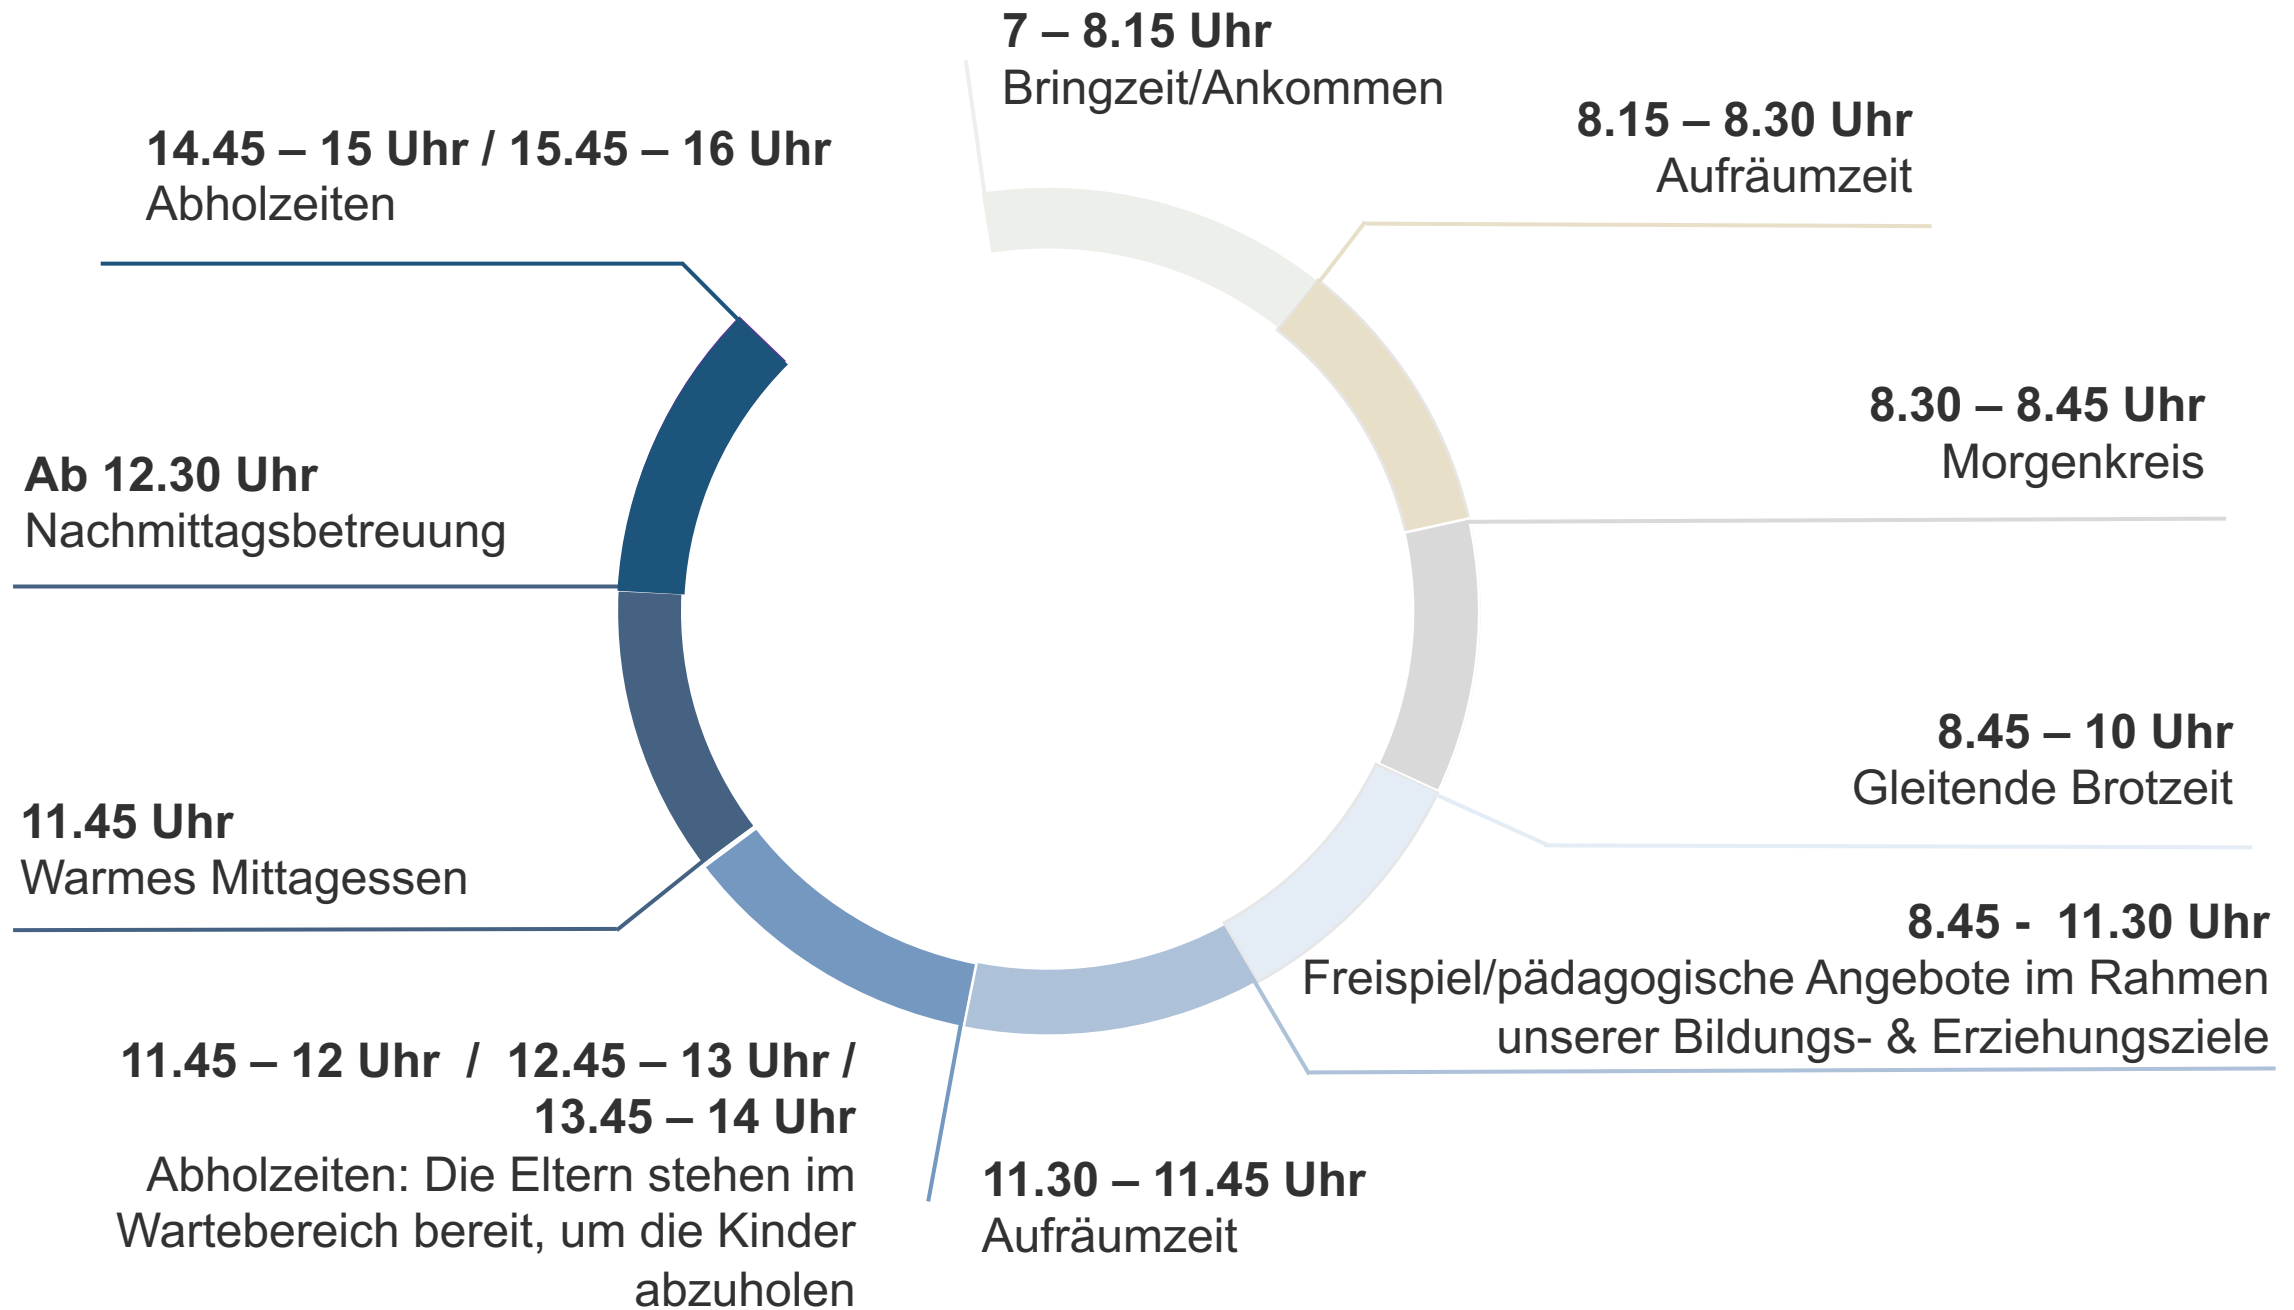 7 – 8.15 Uhr
Bringzeit/Ankommen
8.15 – 8.30 Uhr
Aufräumzeit
8.30 – 8.45 Uhr
Morgenkreis
8.45 – 10 Uhr
Gleitende Brotzeit
8.45 -  11.30 Uhr
Freispiel/pädagogische Angebote im Rahmen
unserer Bildungs- & Erziehungsziele
11.30 – 11.45 Uhr
Aufräumzeit
11.45 – 12 Uhr  /  12.45 – 13 Uhr /
13.45 – 14 Uhr
Abholzeiten: Die Eltern stehen im
Wartebereich bereit, um die Kinder
abzuholen
11.45 Uhr
Warmes Mittagessen
Ab 12.30 Uhr
Nachmittagsbetreuung
14.45 – 15 Uhr / 15.45 – 16 Uhr
Abholzeiten